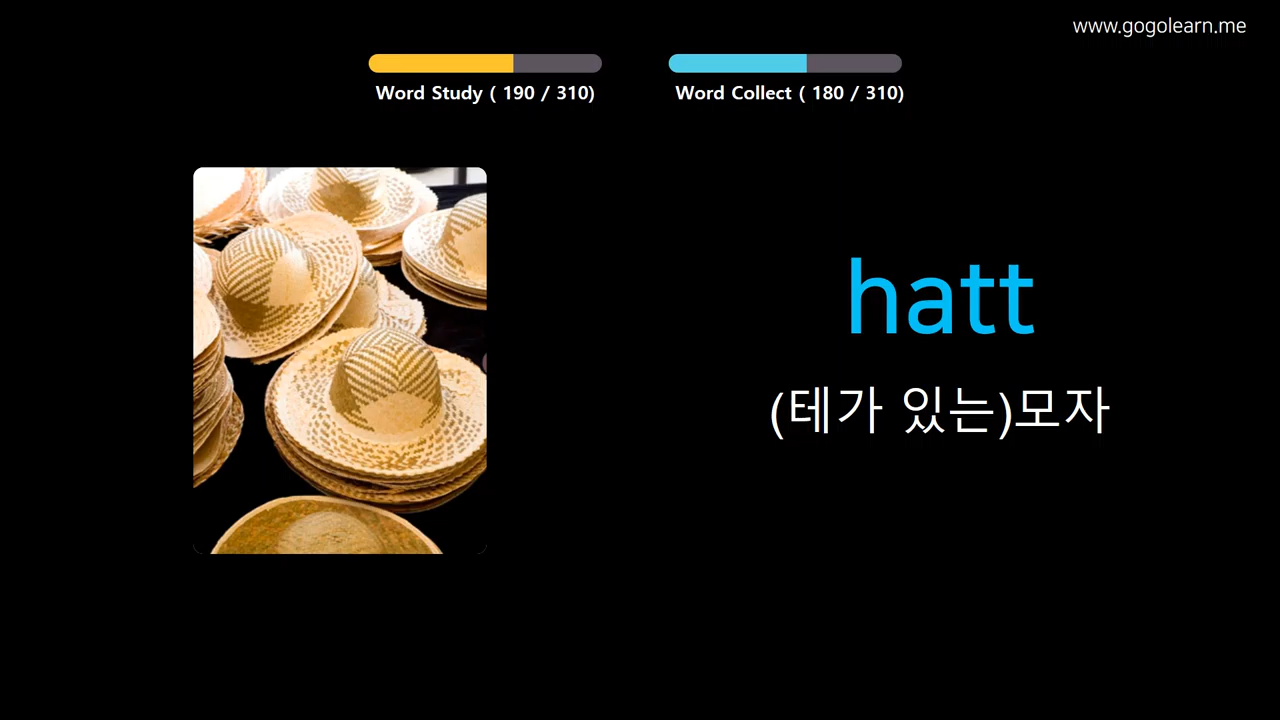 www.gogolearn.me
Word Study ( 190 / 310)
Word Collect ( 180 / 310)
hatt
(테가 있는)모자